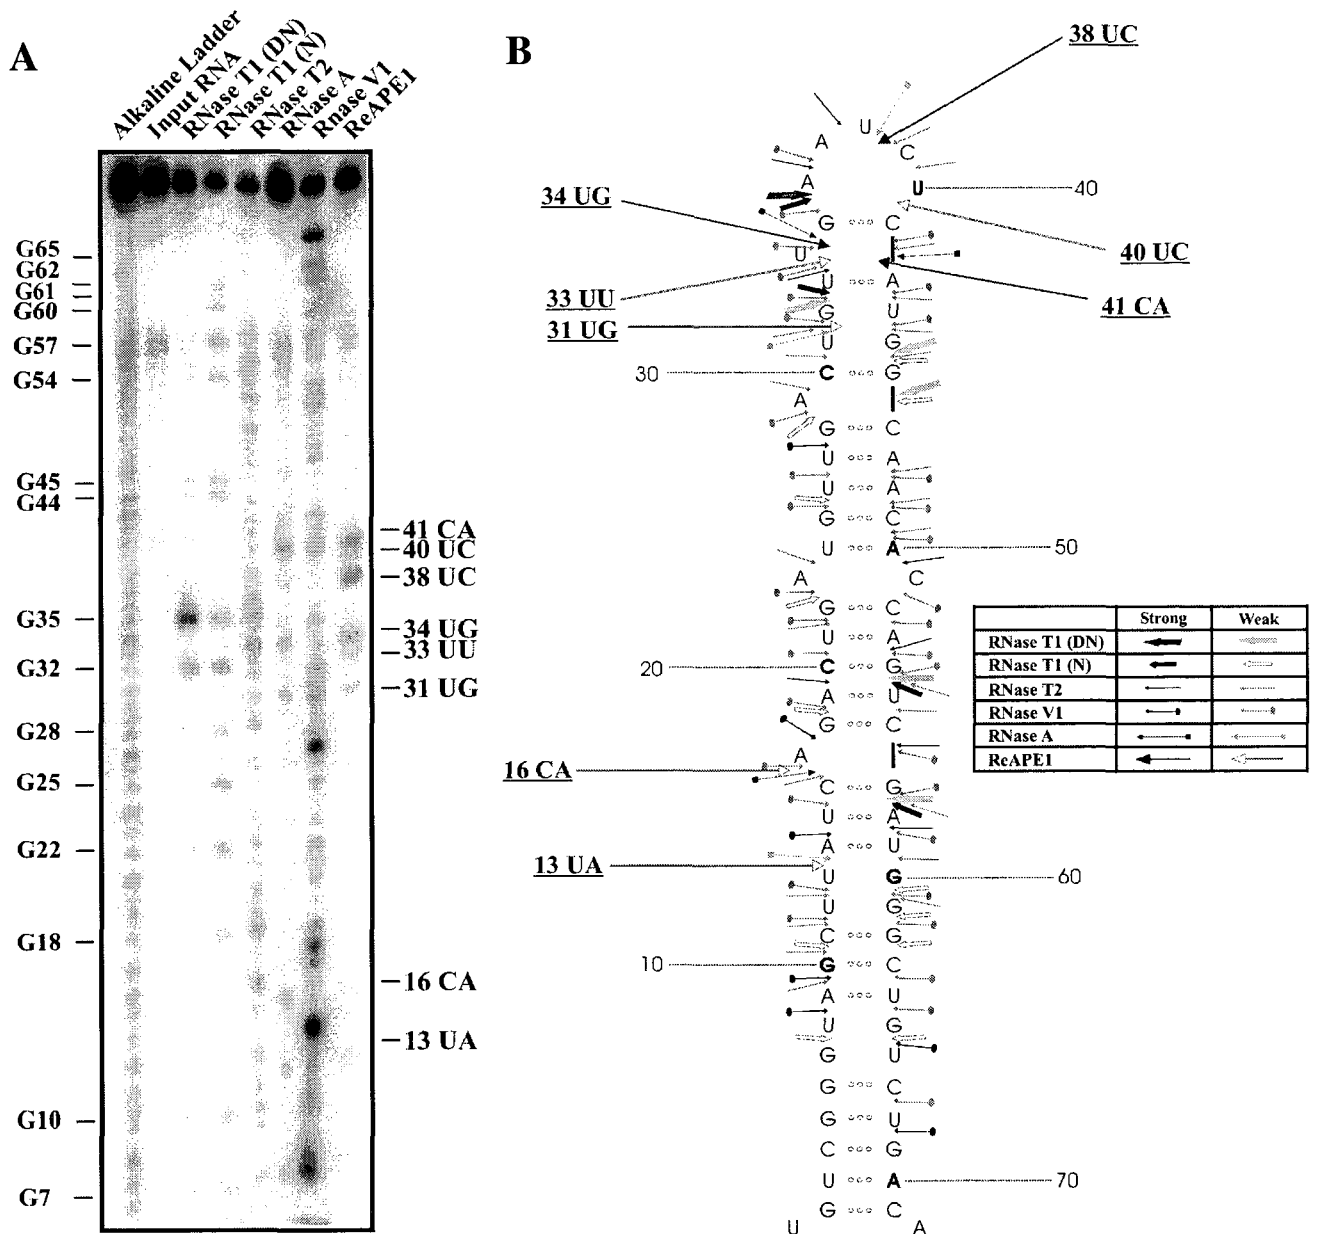 A
Alkaline Ladder
Input RNA
RNase T1 (DN)
RNase T1 (N)
RNase T2
RNase A
Rnase V1
ReAPE1
G65
G62
G61
G60
G57
G54
G45
G44
G35
G32
G28
G25
G22
G18
G10
G7
41 CA
40 UC
38 UC
34 UG
33 UU
31 UG
16 CA
13 UA
B
38 UC
U
A C
A U 40
34 UG
G C
U
40 UC
33 UU
U A
41 CA
G U
31 UG
U G
30 C G
A
G C
U A
U A
G C
U A 50
A C
G C
U A
20 C G
A U
G C
A
16 CA
C G
U A
A U
13 UA
U G 60
U G
C G
10 G C
A U
U G
G U
G C
G U
C G
U A 70
G C
U A
Strong Weak
RNase T1 (DN)
RNase T1 (N)
RNase T2
RNase V1
RNase A
ReAPE1